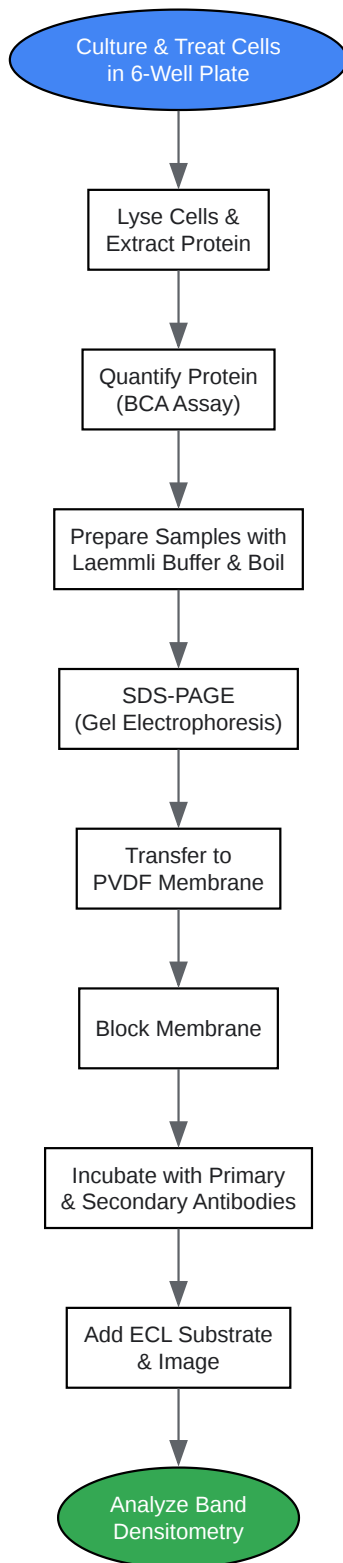 Culture & Treat Cells
in 6-Well Plate
Lyse Cells &
Extract Protein
Quantify Protein
(BCA Assay)
Prepare Samples with
Laemmli Buffer & Boil
SDS-PAGE
(Gel Electrophoresis)
Transfer to
PVDF Membrane
Block Membrane
Incubate with Primary
& Secondary Antibodies
Add ECL Substrate
& Image
Analyze Band
Densitometry